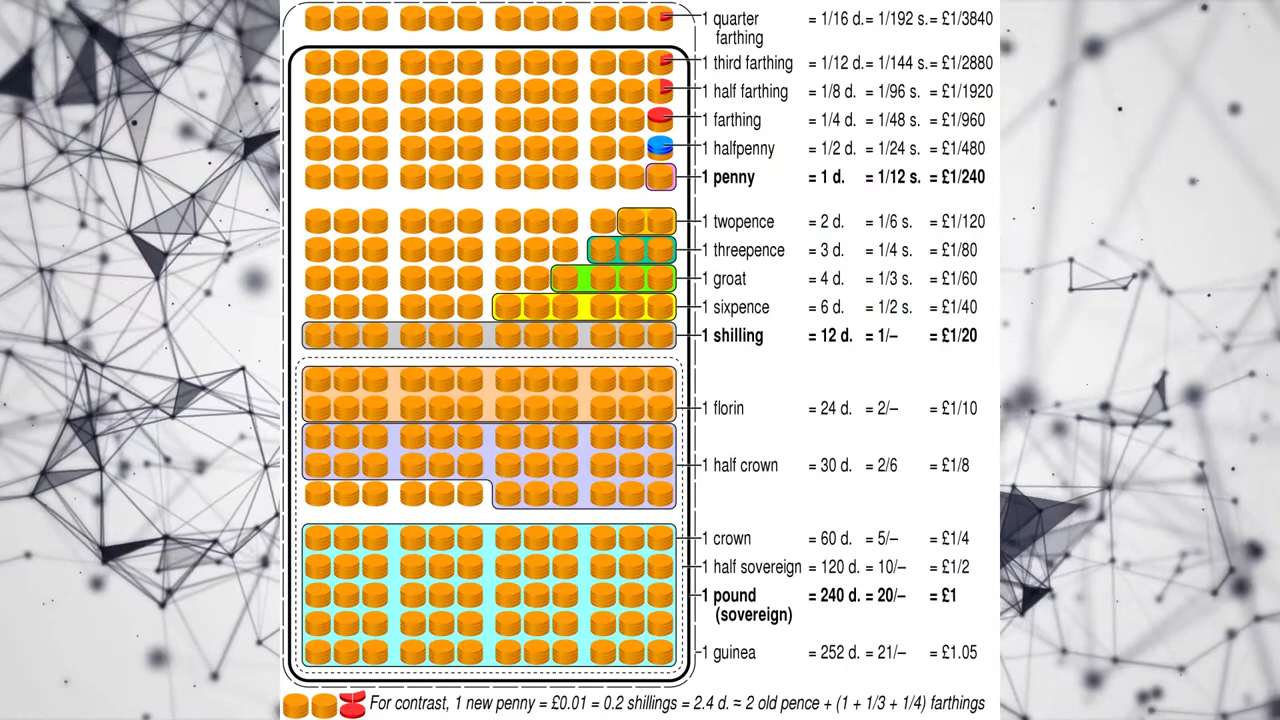 1 quarter farthing = 1/16 d. = 1/192 s. = £1/3840
1 third farthing = 1/12 d. = 1/144 s. = £1/2880
1 half farthing = 1/8 d. = 1/96 s. = £1/1920
1 farthing = 1/4 d. = 1/48 s. = £1/960
1 halfpenny = 1/2 d. = 1/24 s. = £1/480
1 penny = 1 d. = 1/12 s. = £1/240
1 twopence = 2 d. = 1/6 s. = £1/120
1 threepence = 3 d. = 1/4 s. = £1/80
1 groat = 4 d. = 1/3 s. = £1/60
1 sixpence = 6 d. = 1/2 s. = £1/40
1 shilling = 12 d. = 1/– = £1/20
1 florin = 24 d. = 2/– = £1/10
1 half crown = 30 d. = 2/6 = £1/8
1 crown = 60 d. = 5/– = £1/4
1 half sovereign = 120 d. = 10/– = £1/2
1 pound (sovereign) = 240 d. = 20/– = £1
1 guinea = 252 d. = 21/– = £1.05
For contrast, 1 new penny = £0.01 = 0.2 shillings = 2.4 d. ≈ 2 old pence + (1 + 1/3 + 1/4) farthings